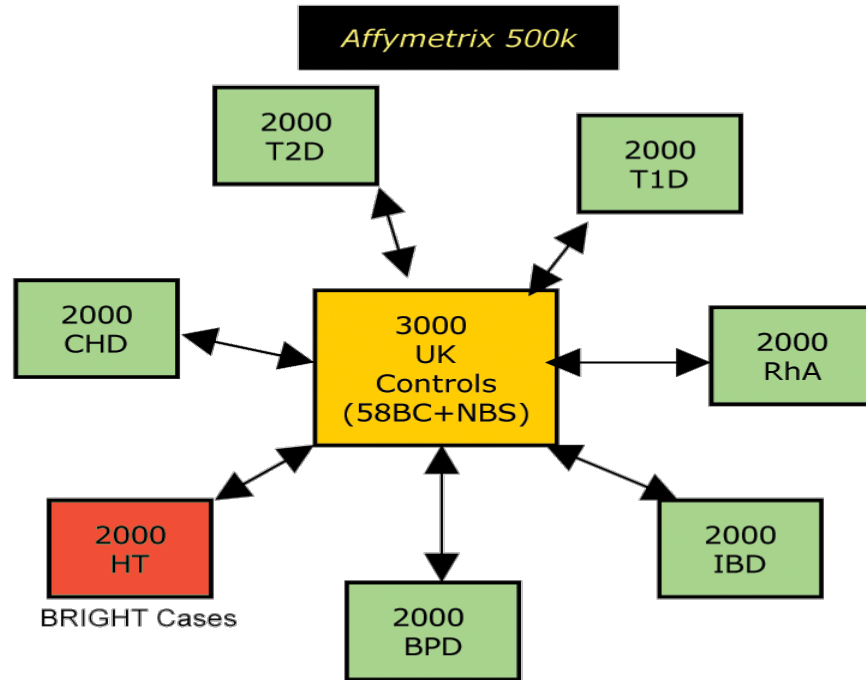 Affymetrix 500k
2000
T2D
2000
T1D
2000
CHD
3000
UK
Controls
(58BC+NBS)
2000
RhA
2000
HT
BRIGHT Cases
2000
IBD
2000
BPD